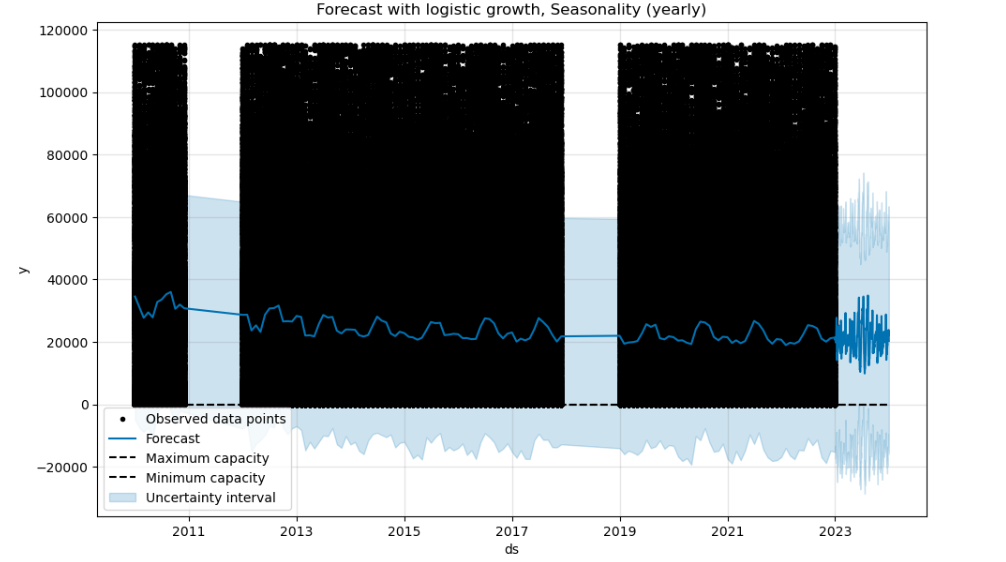 Forecast with logistic growth, Seasonality (yearly)
120000
100000
80000
60000
40000
20000
0
−20000
y
Observed data points
Forecast
Maximum capacity
Minimum capacity
Uncertainty interval
2011 2013 2015 2017 2019 2021 2023
ds